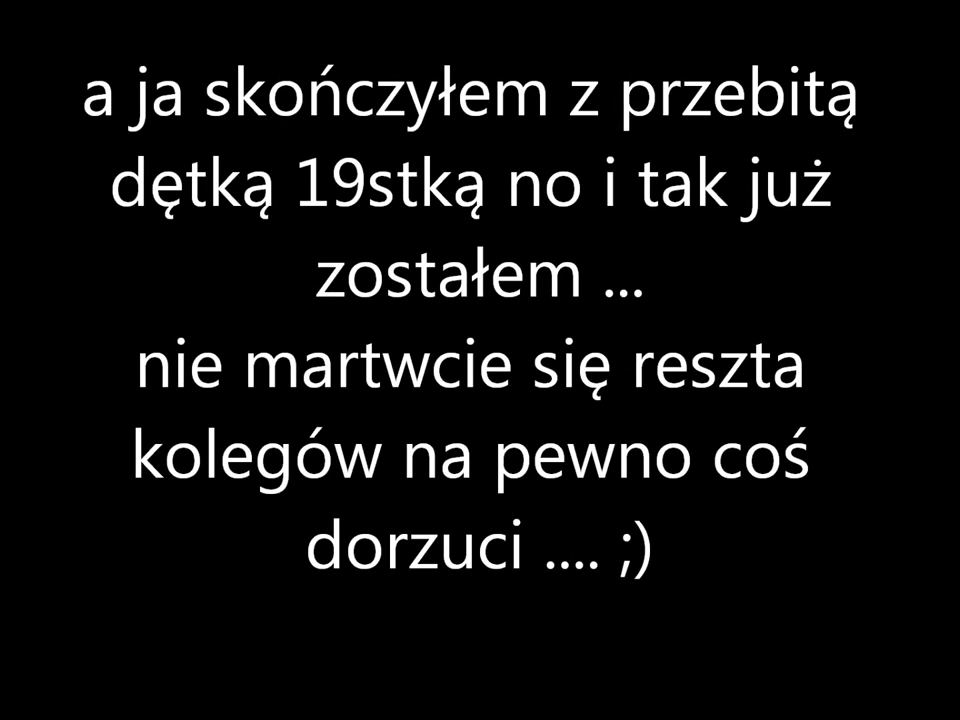 a ja skończyłem z przebitą
dętką 19stką no i tak już
zostałem ...
nie martwcie się reszta
kolegów na pewno coś
dorzuci .... ;)